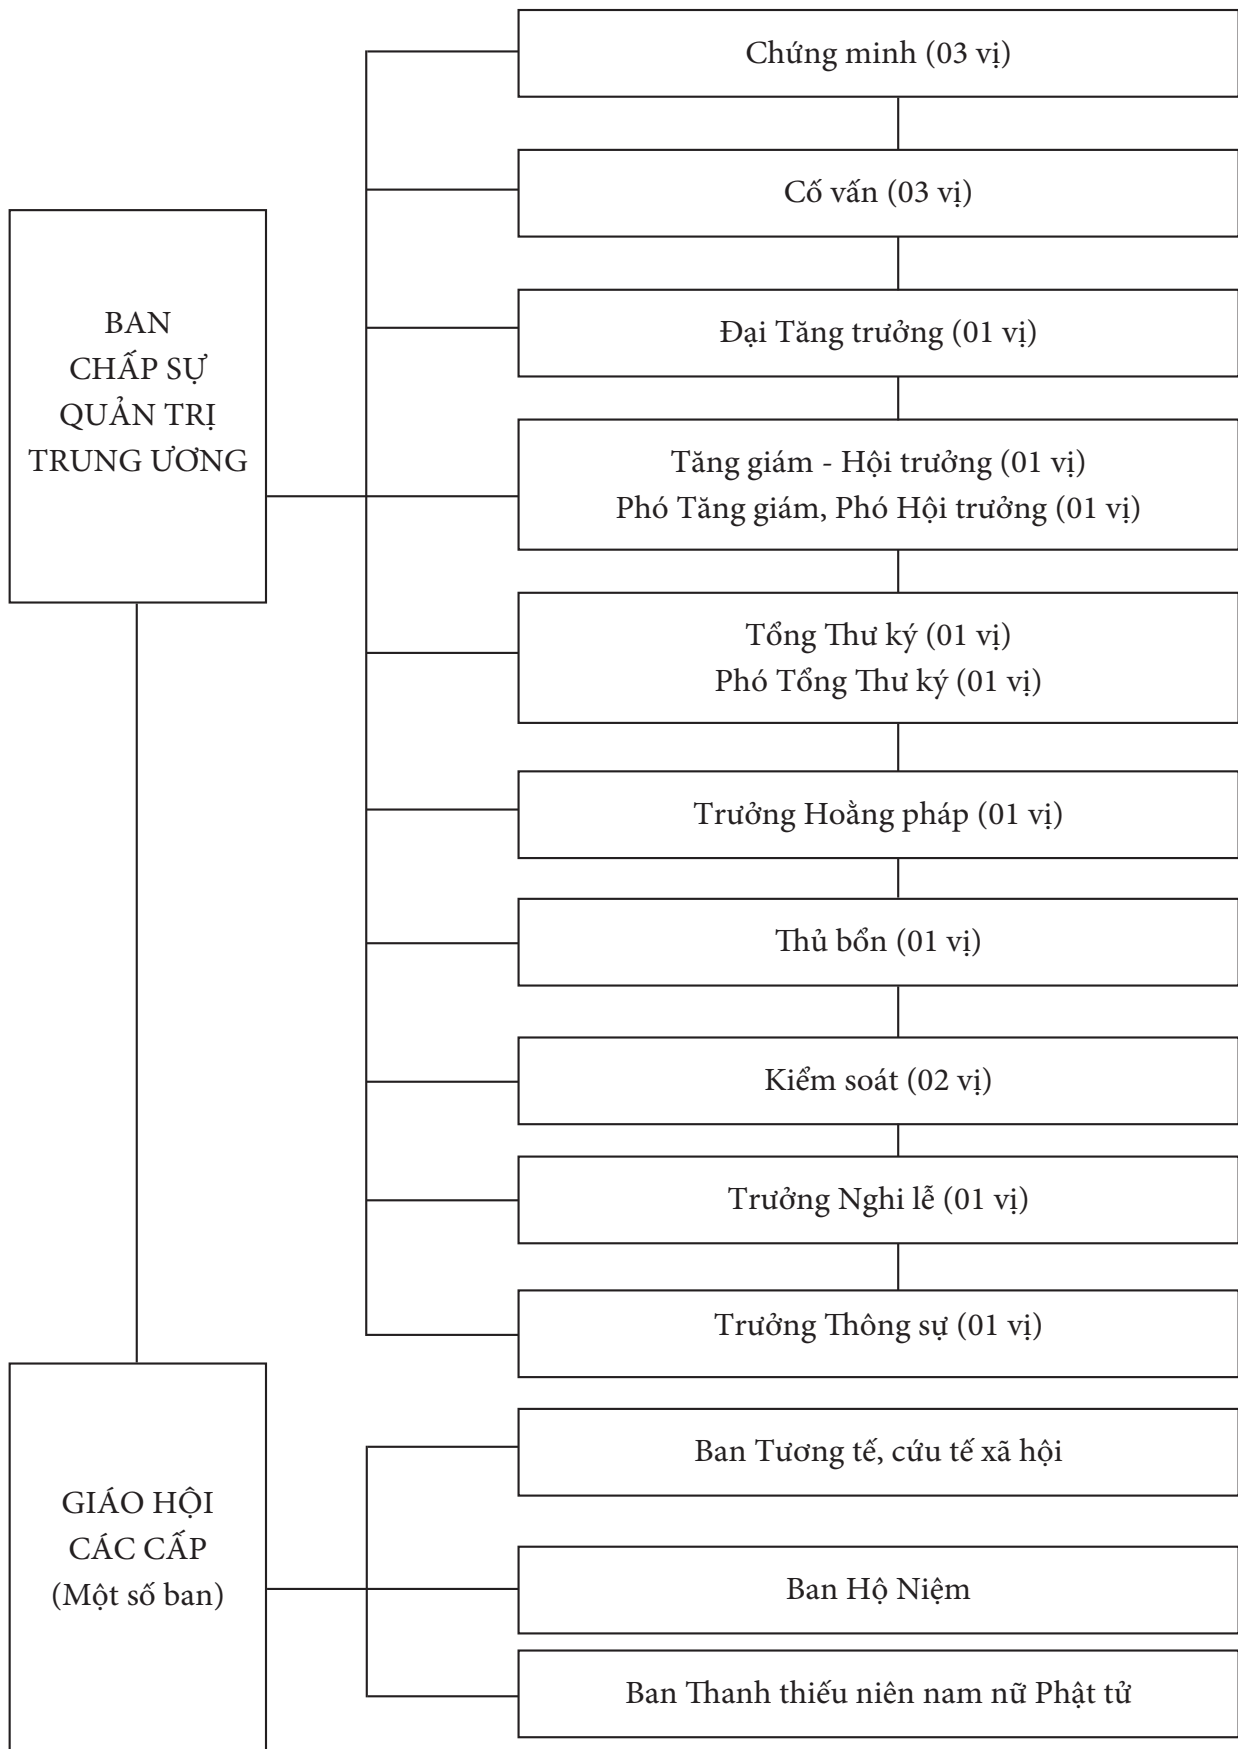 BAN
CHẤP SỰ
QUẢN TRỊ
TRUNG ƯƠNG
Chứng minh (03 vị)
Cố vấn (03 vị)
Đại Tăng trưởng (01 vị)
Tăng giám - Hội trưởng (01 vị)
Phó Tăng giám, Phó Hội trưởng (01 vị)
Tổng Thư ký (01 vị)
Phó Tổng Thư ký (01 vị)
Trưởng Hoằng pháp (01 vị)
Thủ bổn (01 vị)
Kiểm soát (02 vị)
Trưởng Nghi lễ (01 vị)
Trưởng Thông sự (01 vị)
GIÁO HỘI
CÁC CẤP
(Một số ban)
Ban Tương tế, cứu tế xã hội
Ban Hộ Niệm
Ban Thanh thiếu niên nam nữ Phật tử